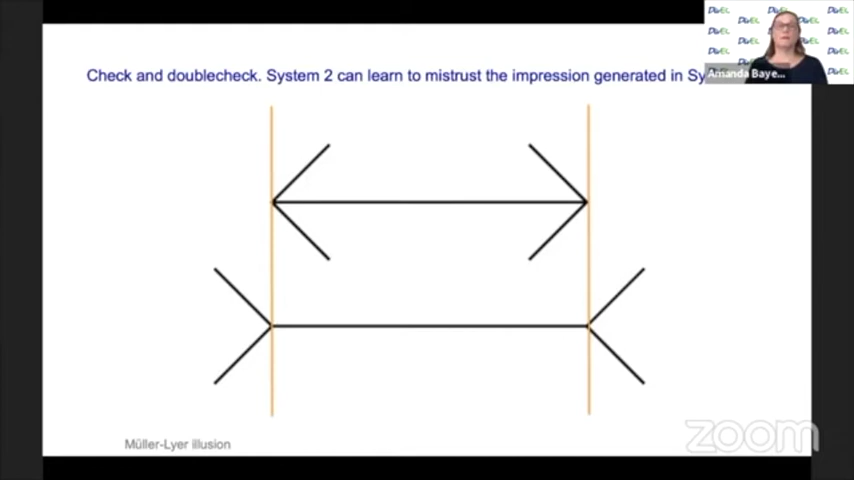 Check and doublecheck. System 2 can learn to mistrust the impression generated in Sy
Amanda Baye...
Müller-Lyer illusion
zoom